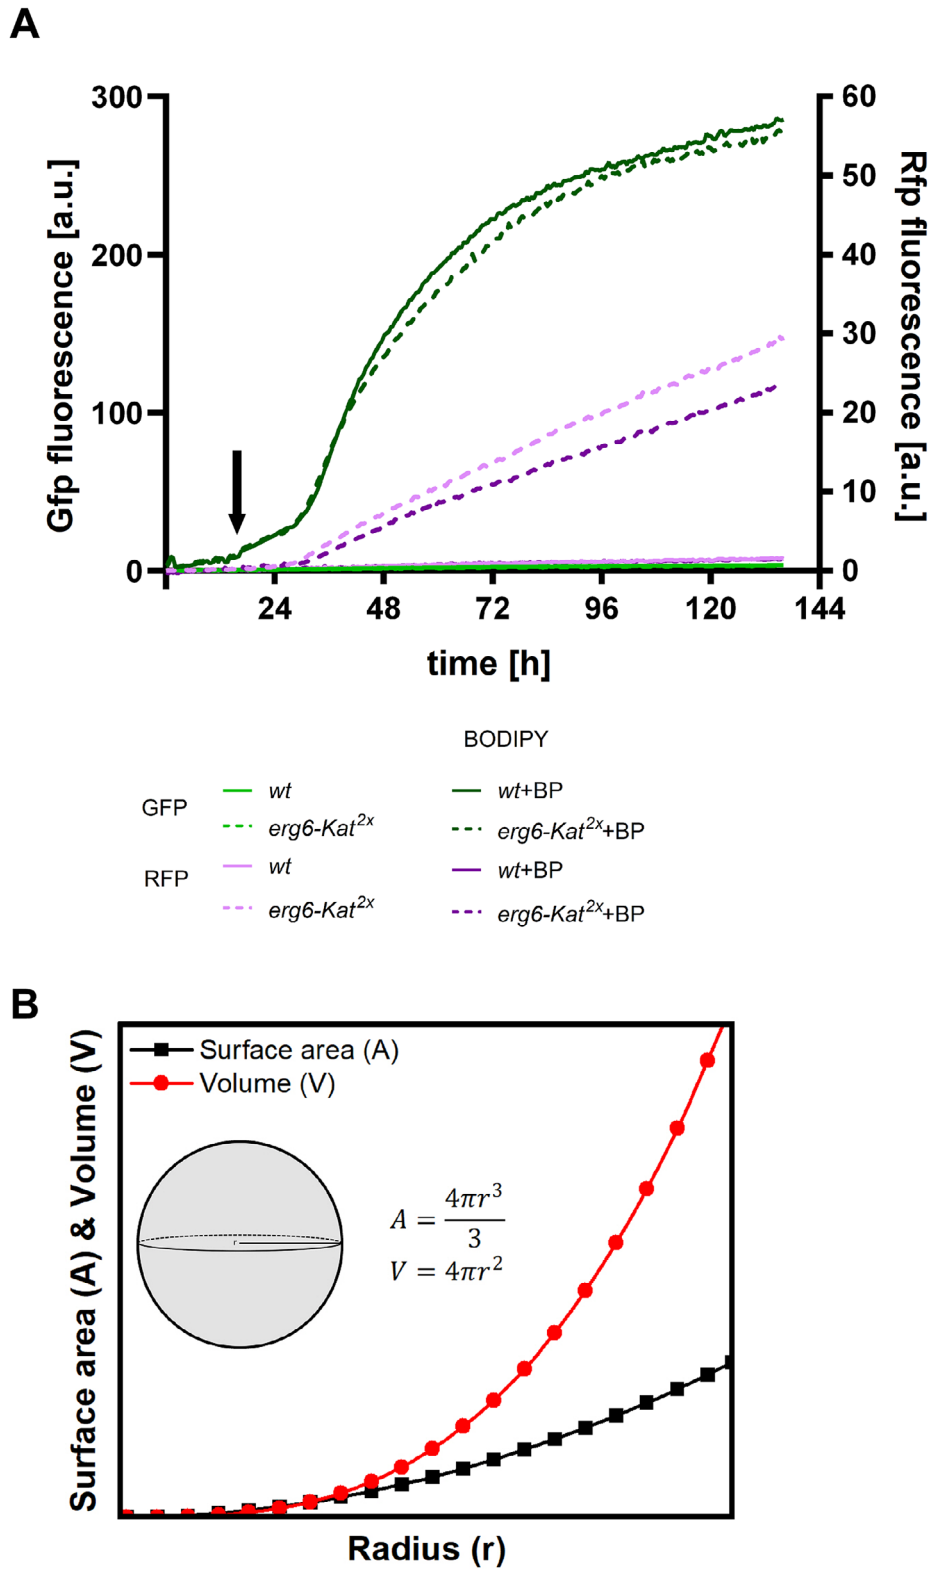 A
Gfp fluorescence [a.u.]
300
200
100
0
Rfp fluorescence [a.u.]
60
50
40
30
20
10
0
24 48 72 96 120 144
time [h]
BODIPY
GFP
wt
erg6-Kat²ˣ
wt+BP
erg6-Kat²ˣ+BP
RFP
wt
erg6-Kat²ˣ
wt+BP
erg6-Kat²ˣ+BP
B
Surface area (A) & Volume (V)
Surface area (A)
Volume (V)
r
A = 4πr³/3
V = 4πr²
Radius (r)